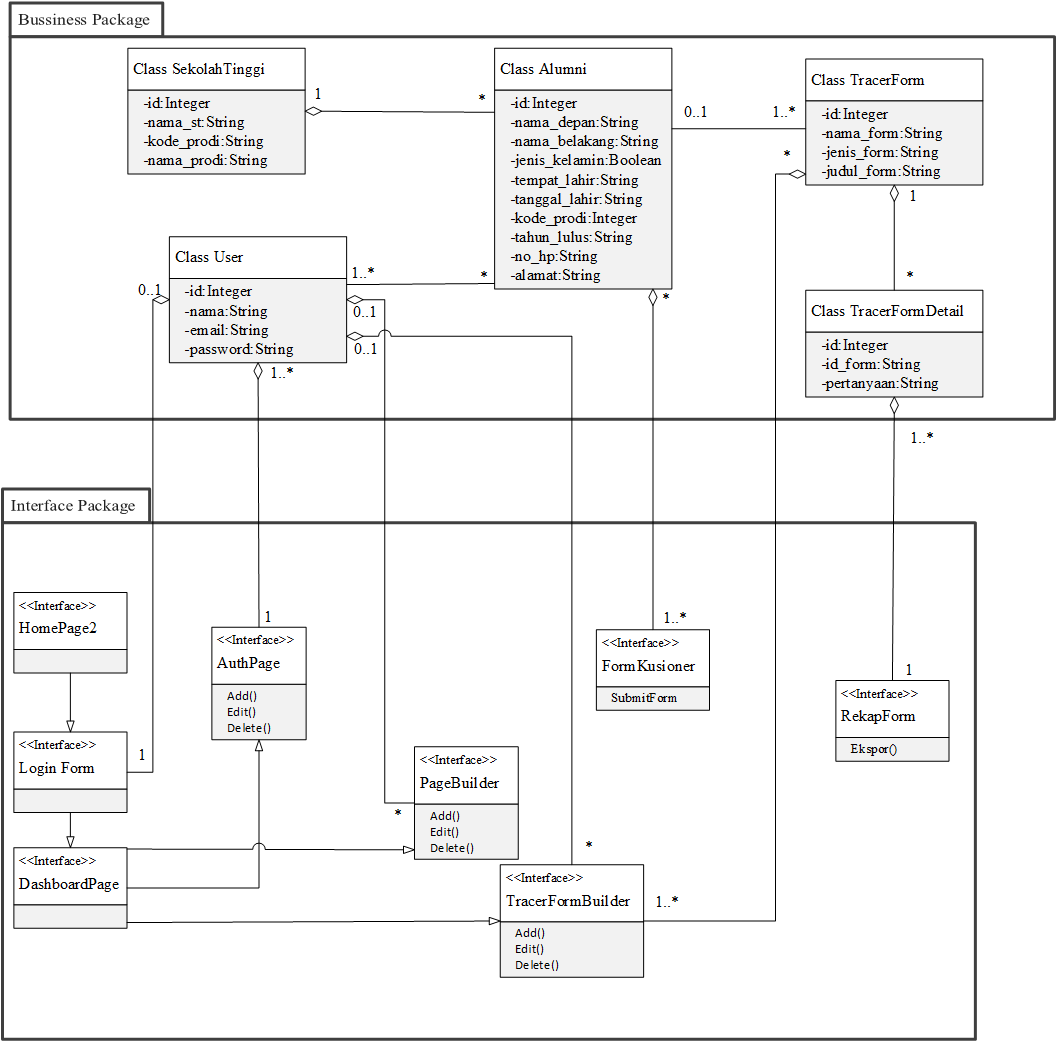 Bussiness Package
Class SekolahTinggi
-id:Integer
-nama_st:String
-kode_prodi:String
-nama_prodi:String
1
*
Class Alumni
-id:Integer
-nama_depan:String
-nama_belakang:String
-jenis_kelamin:Boolean
-tempat_lahir:String
-tanggal_lahir:String
-kode_prodi:Integer
-tahun_lulus:String
-no_hp:String
-alamat:String
0..1
1..*
Class TracerForm
-id:Integer
-nama_form:String
-jenis_form:String
-judul_form:String
*
1
*
Class User
-id:Integer
-nama:String
-email:String
-password:String
1..*
*
0..1
0..1
0..1
1..*
*
Class TracerFormDetail
-id:Integer
-id_form:String
-pertanyaan:String
1..*
Interface Package
<<Interface>>
HomePage2
1
<<Interface>>
AuthPage
Add()
Edit()
Delete()
1..*
<<Interface>>
FormKusioner
SubmitForm
1
<<Interface>>
RekapForm
Ekspor()
<<Interface>>
Login Form
1
<<Interface>>
PageBuilder
Add()
Edit()
Delete()
*
<<Interface>>
DashboardPage
*
<<Interface>>
TracerFormBuilder
Add()
Edit()
Delete()
1..*